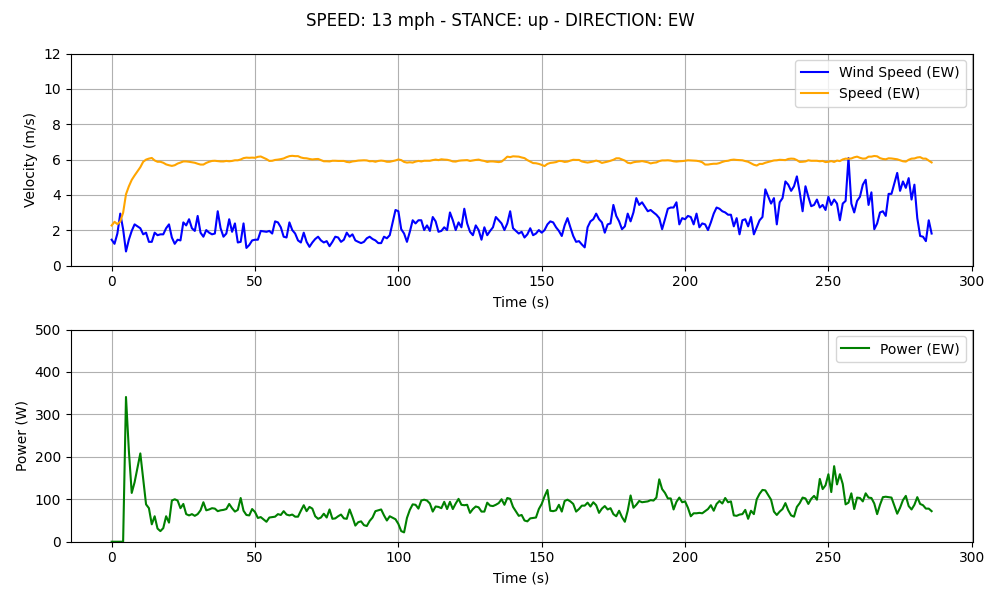 SPEED: 13 mph - STANCE: up - DIRECTION: EW
12
10
8
6
4
2
0
Velocity (m/s)
Wind Speed (EW)
Speed (EW)
0 50 100 150 200 250 300
Time (s)
500
400
300
200
100
0
Power (W)
Power (EW)
0 50 100 150 200 250 300
Time (s)